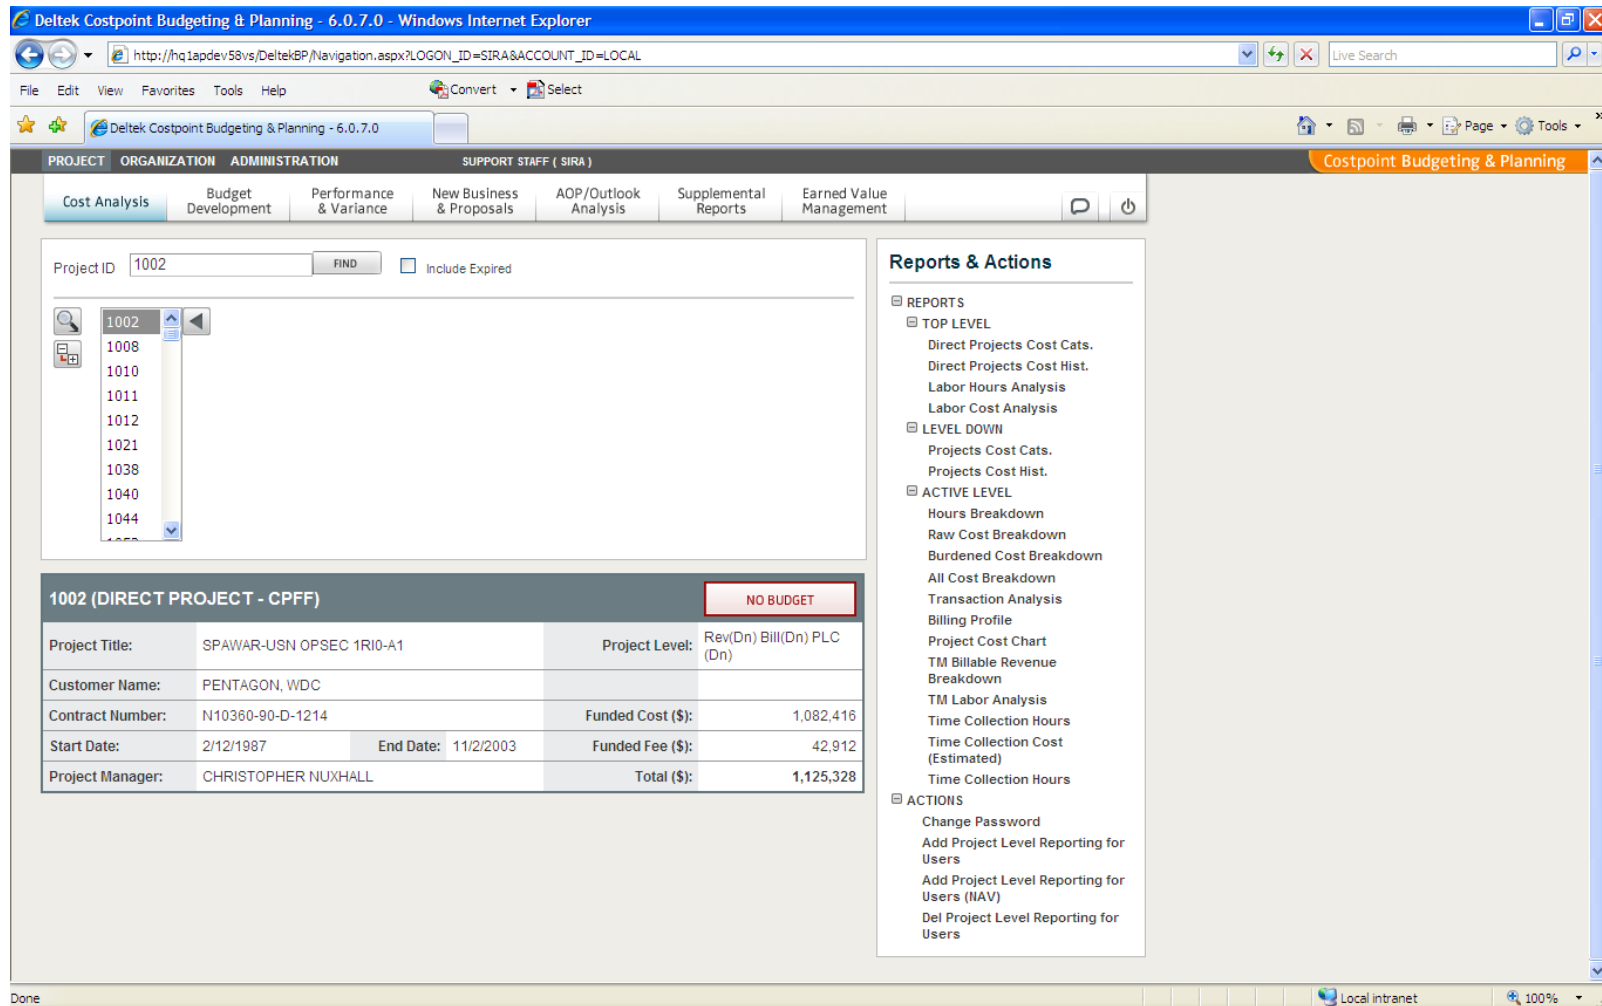 Deltek Costpoint Budgeting & Planning - 6.0.7.0 - Windows Internet Explorer
http://hq1apdev58vs/DeltekBP/Navigation.aspx?LOGON_ID=SIRA&ACCOUNT_ID=LOCAL
Live Search
File Edit View Favorites Tools Help Convert Select
Deltek Costpoint Budgeting & Planning - 6.0.7.0
Page Tools »
PROJECT ORGANIZATION ADMINISTRATION SUPPORT STAFF ( SIRA ) Costpoint Budgeting & Planning
Cost Analysis
Budget
Development
Performance
& Variance
New Business
& Proposals
AOP/Outlook
Analysis
Supplemental
Reports
Earned Value
Management
Project ID 1002 FIND Include Expired
1002
1008
1010
1011
1012
1021
1038
1040
1044
1002 (DIRECT PROJECT - CPFF) NO BUDGET
Project Title: SPAWAR-USN OPSEC 1RI0-A1 Project Level: Rev(Dn) Bill(Dn) PLC
(Dn)
Customer Name: PENTAGON, WDC
Contract Number: N10360-90-D-1214 Funded Cost ($): 1,082,416
Start Date: 2/12/1987 End Date: 11/2/2003 Funded Fee ($): 42,912
Project Manager: CHRISTOPHER NUXHALL Total ($): 1,125,328
Reports & Actions
REPORTS
TOP LEVEL
Direct Projects Cost Cats.
Direct Projects Cost Hist.
Labor Hours Analysis
Labor Cost Analysis
LEVEL DOWN
Projects Cost Cats.
Projects Cost Hist.
ACTIVE LEVEL
Hours Breakdown
Raw Cost Breakdown
Burdened Cost Breakdown
All Cost Breakdown
Transaction Analysis
Billing Profile
Project Cost Chart
TM Billable Revenue
Breakdown
TM Labor Analysis
Time Collection Hours
Time Collection Cost
(Estimated)
Time Collection Hours
ACTIONS
Change Password
Add Project Level Reporting for
Users
Add Project Level Reporting for
Users (NAV)
Del Project Level Reporting for
Users
Done Local intranet 100%